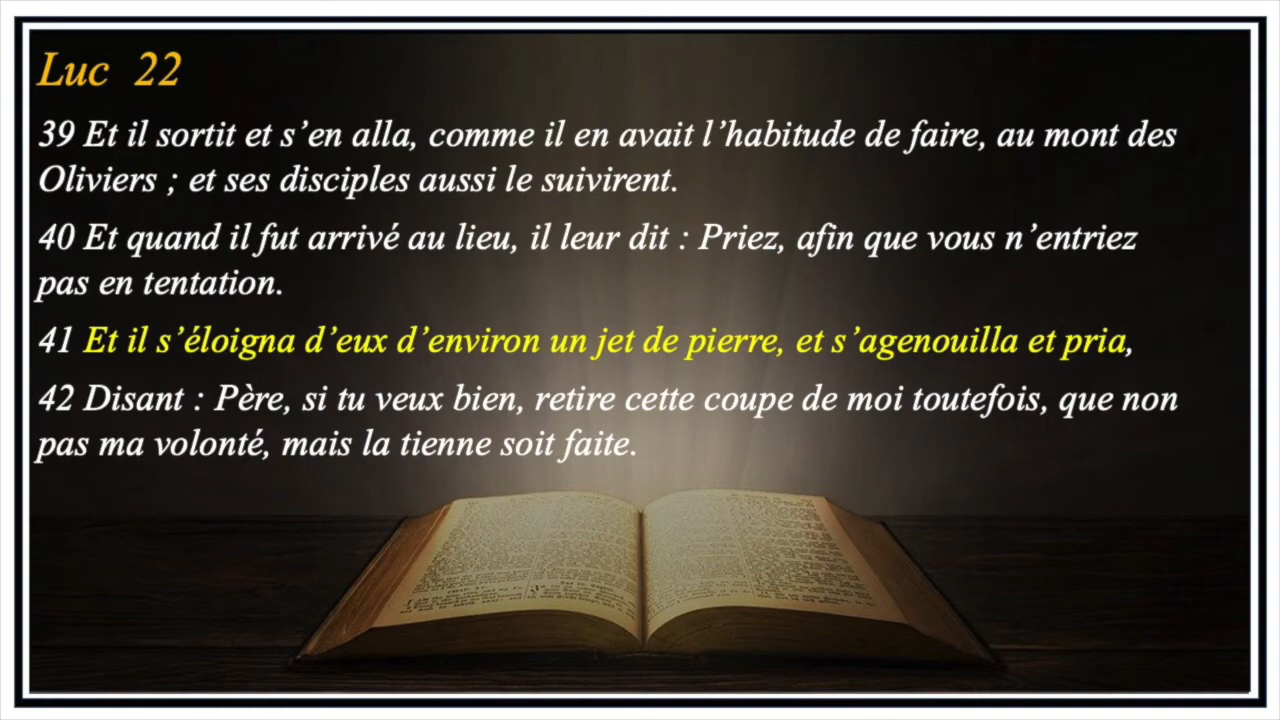 Luc 22
39 Et il sortit et s’en alla, comme il en avait l’habitude de faire, au mont des
Oliviers ; et ses disciples aussi le suivirent.
40 Et quand il fut arrivé au lieu, il leur dit : Priez, afin que vous n’entriez
pas en tentation.
41 Et il s’éloigna d’eux d’environ un jet de pierre, et s’agenouilla et pria,
42 Disant : Père, si tu veux bien, retire cette coupe de moi toutefois, que non
pas ma volonté, mais la tienne soit faite.